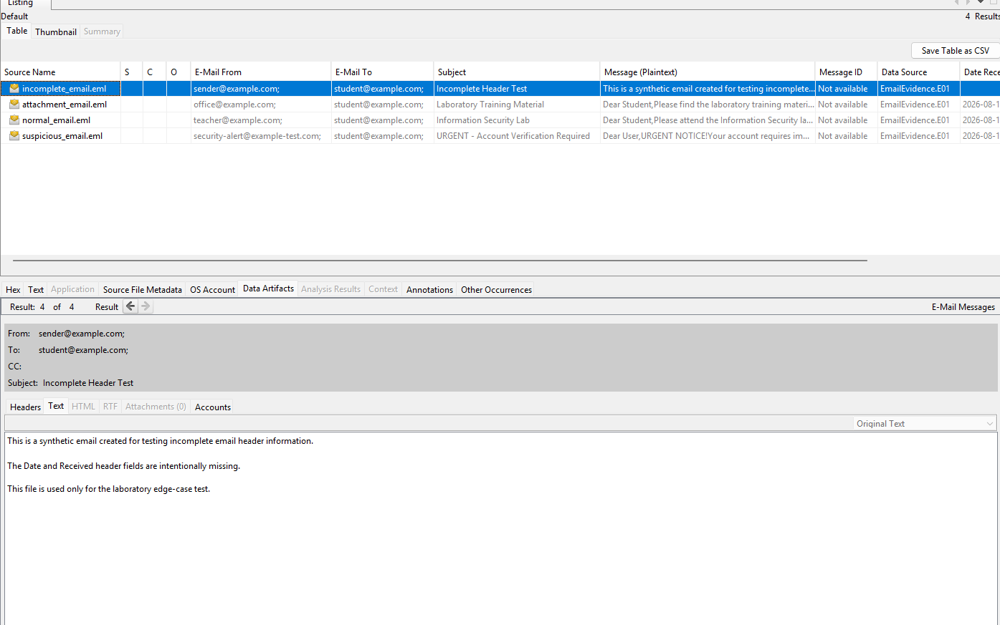 Listing
Default
4 Results
Table Thumbnail Summary
Save Table as CSV
Source Name S C O E-Mail From E-Mail To Subject Message (Plaintext) Message ID Data Source Date Rece
incomplete_email.eml sender@example.com; student@example.com; Incomplete Header Test This is a synthetic email created for testing incomplete... Not available EmailEvidence.E01
attachment_email.eml office@example.com; student@example.com; Laboratory Training Material Dear Student,Please find the laboratory training materi... Not available EmailEvidence.E01 2026-08-1
normal_email.eml teacher@example.com; student@example.com; Information Security Lab Dear Student,Please attend the Information Security la... Not available EmailEvidence.E01 2026-08-1
suspicious_email.eml security-alert@example-test.com; student@example.com; URGENT - Account Verification Required Dear User,URGENT NOTICE!Your account requires im... Not available EmailEvidence.E01 2026-08-1
Hex Text Application Source File Metadata OS Account Data Artifacts Analysis Results Context Annotations Other Occurrences
Result: 4 of 4 Result E-Mail Messages
From: sender@example.com;
To: student@example.com;
CC:
Subject: Incomplete Header Test
Headers Text HTML RTF Attachments (0) Accounts
Original Text
This is a synthetic email created for testing incomplete email header information.
The Date and Received header fields are intentionally missing.
This file is used only for the laboratory edge-case test.